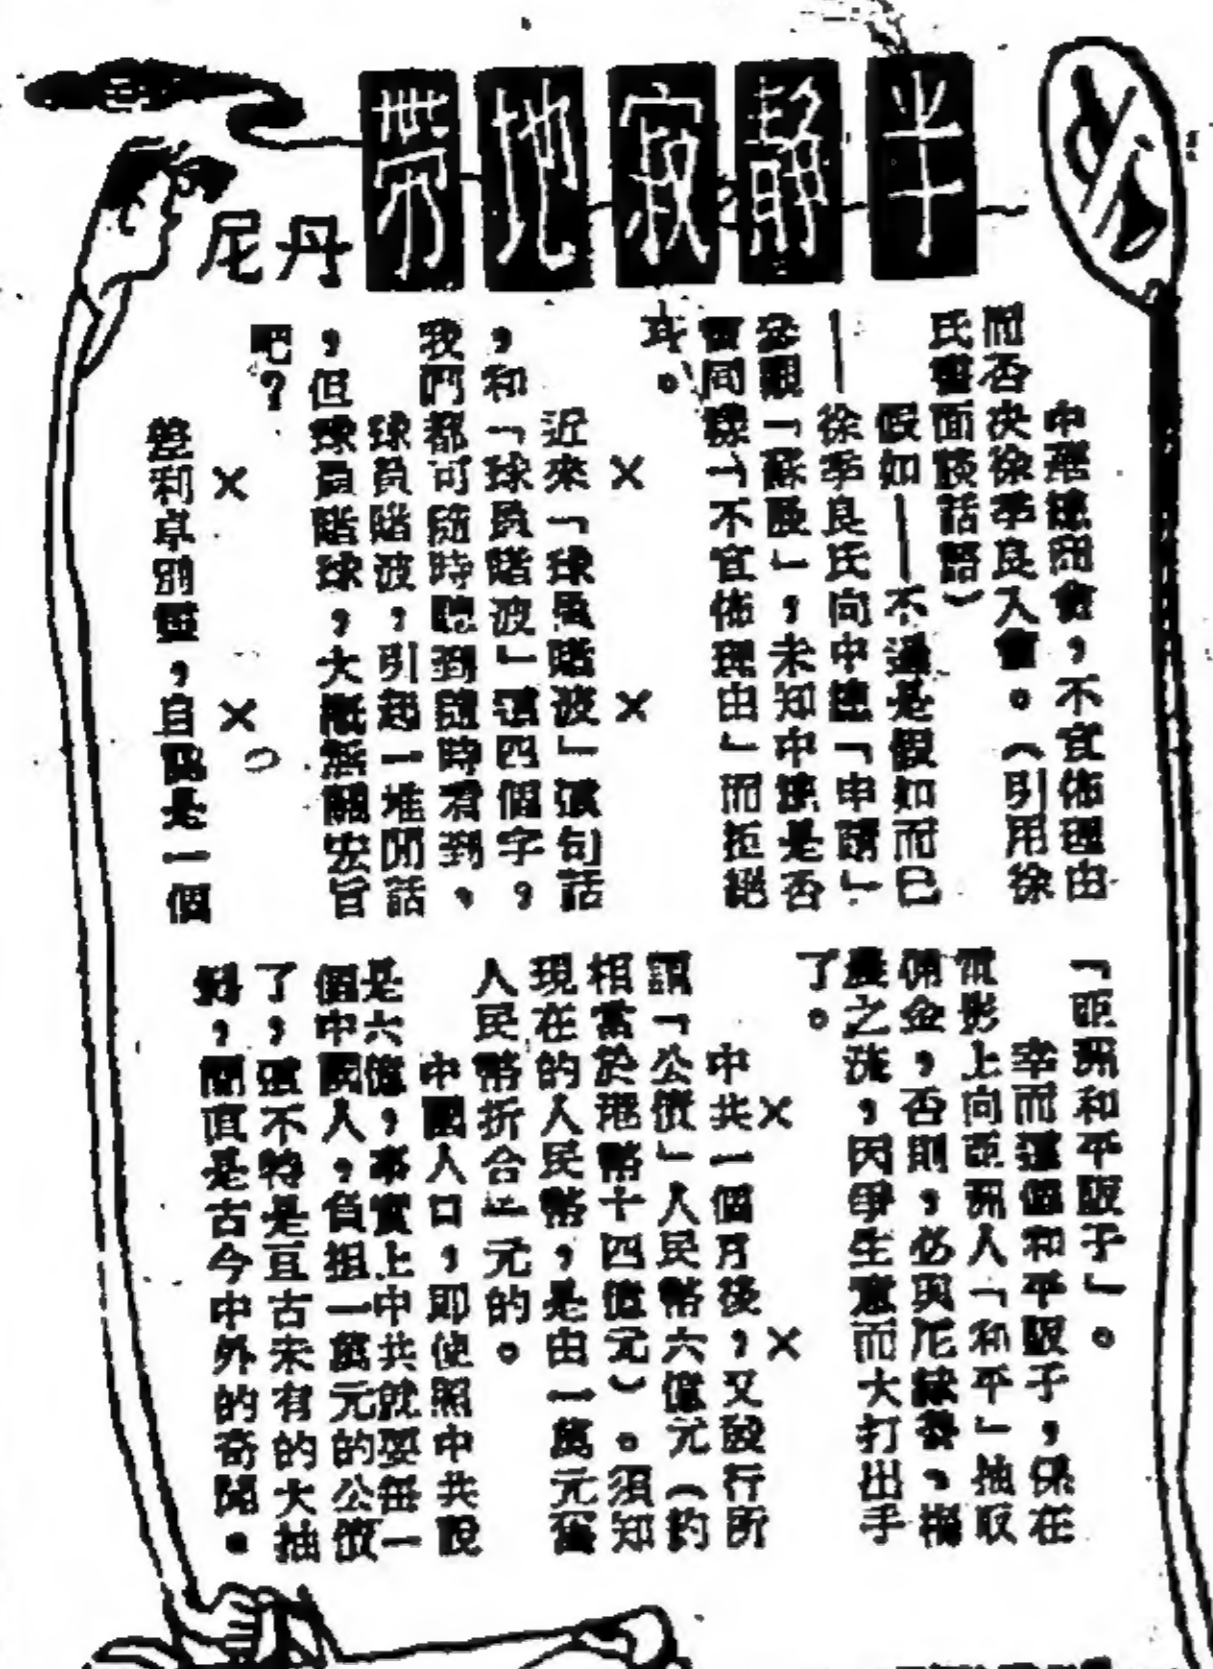 半靜寂地帶
丹尼
中華總商會，不宣佈理由
而否決徐季良入會。（引用徐
氏書面談話語）
假如——不過是假如而已
——徐季良氏向中總「申請」
參觀「蘇展」，未知中總是否
會同樣「不宣佈理由」而拒絕
耳。
×　×
近來「球員賭波」這句話
，和「球員賭波」這四個字，
我們都可隨時聽到隨時看到，
球員賭波，引起一堆閒話
，但球員賭球，大概無關宏旨
吧？
×　×
差利卓別靈，自認是一個
「亞洲和平販子」。
幸而這個和平販子，係在
電影上向亞洲人「和平」抽取
佣金，否則，必與尼赫魯，
之流，因爭生意而大打出手
了。
×　×
中共一個月後，又發行所
謂「公債」人民幣六億元（約
相當於港幣十四億元）。須知
現在的人民幣，是由一萬元舊
人民幣折合一元的。
中國人口，即使照中共說
是六億，事實上中共就要每一
個中國人，負担一萬元的公債
了，這不特是亘古未有的大抽
，簡直是古今中外的奇聞。